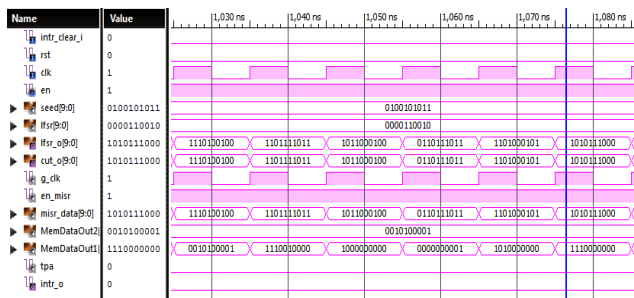 Name Value 1,030 ns 1,040 ns 1,050 ns 1,060 ns 1,070 ns 1,080 ns
intr_clear_i 0
rst 0
clk 1
en 1
seed[9:0] 0100101011 0100101011
lfsr[9:0] 0000110010 0000110010
lfsr_o[9:0] 1010111000 1110100100 1101111011 1011000100 0110111011 1101000101 1010111000
cut_o[9:0] 1010111000 1110100100 1101111011 1011000100 0110111011 1101000101 1010111000
g_clk 1
en_misr 1
misr_data[9:0] 1010111000 1110100100 1101111011 1011000100 0110111011 1101000101 1010111000
MemDataOut2[ 0010100001 0010100001
MemDataOut1[ 1110000000 0010100001 1110010000 1000000000 0000000001 1010000000 1110000000
tpa 0
intr_o 0